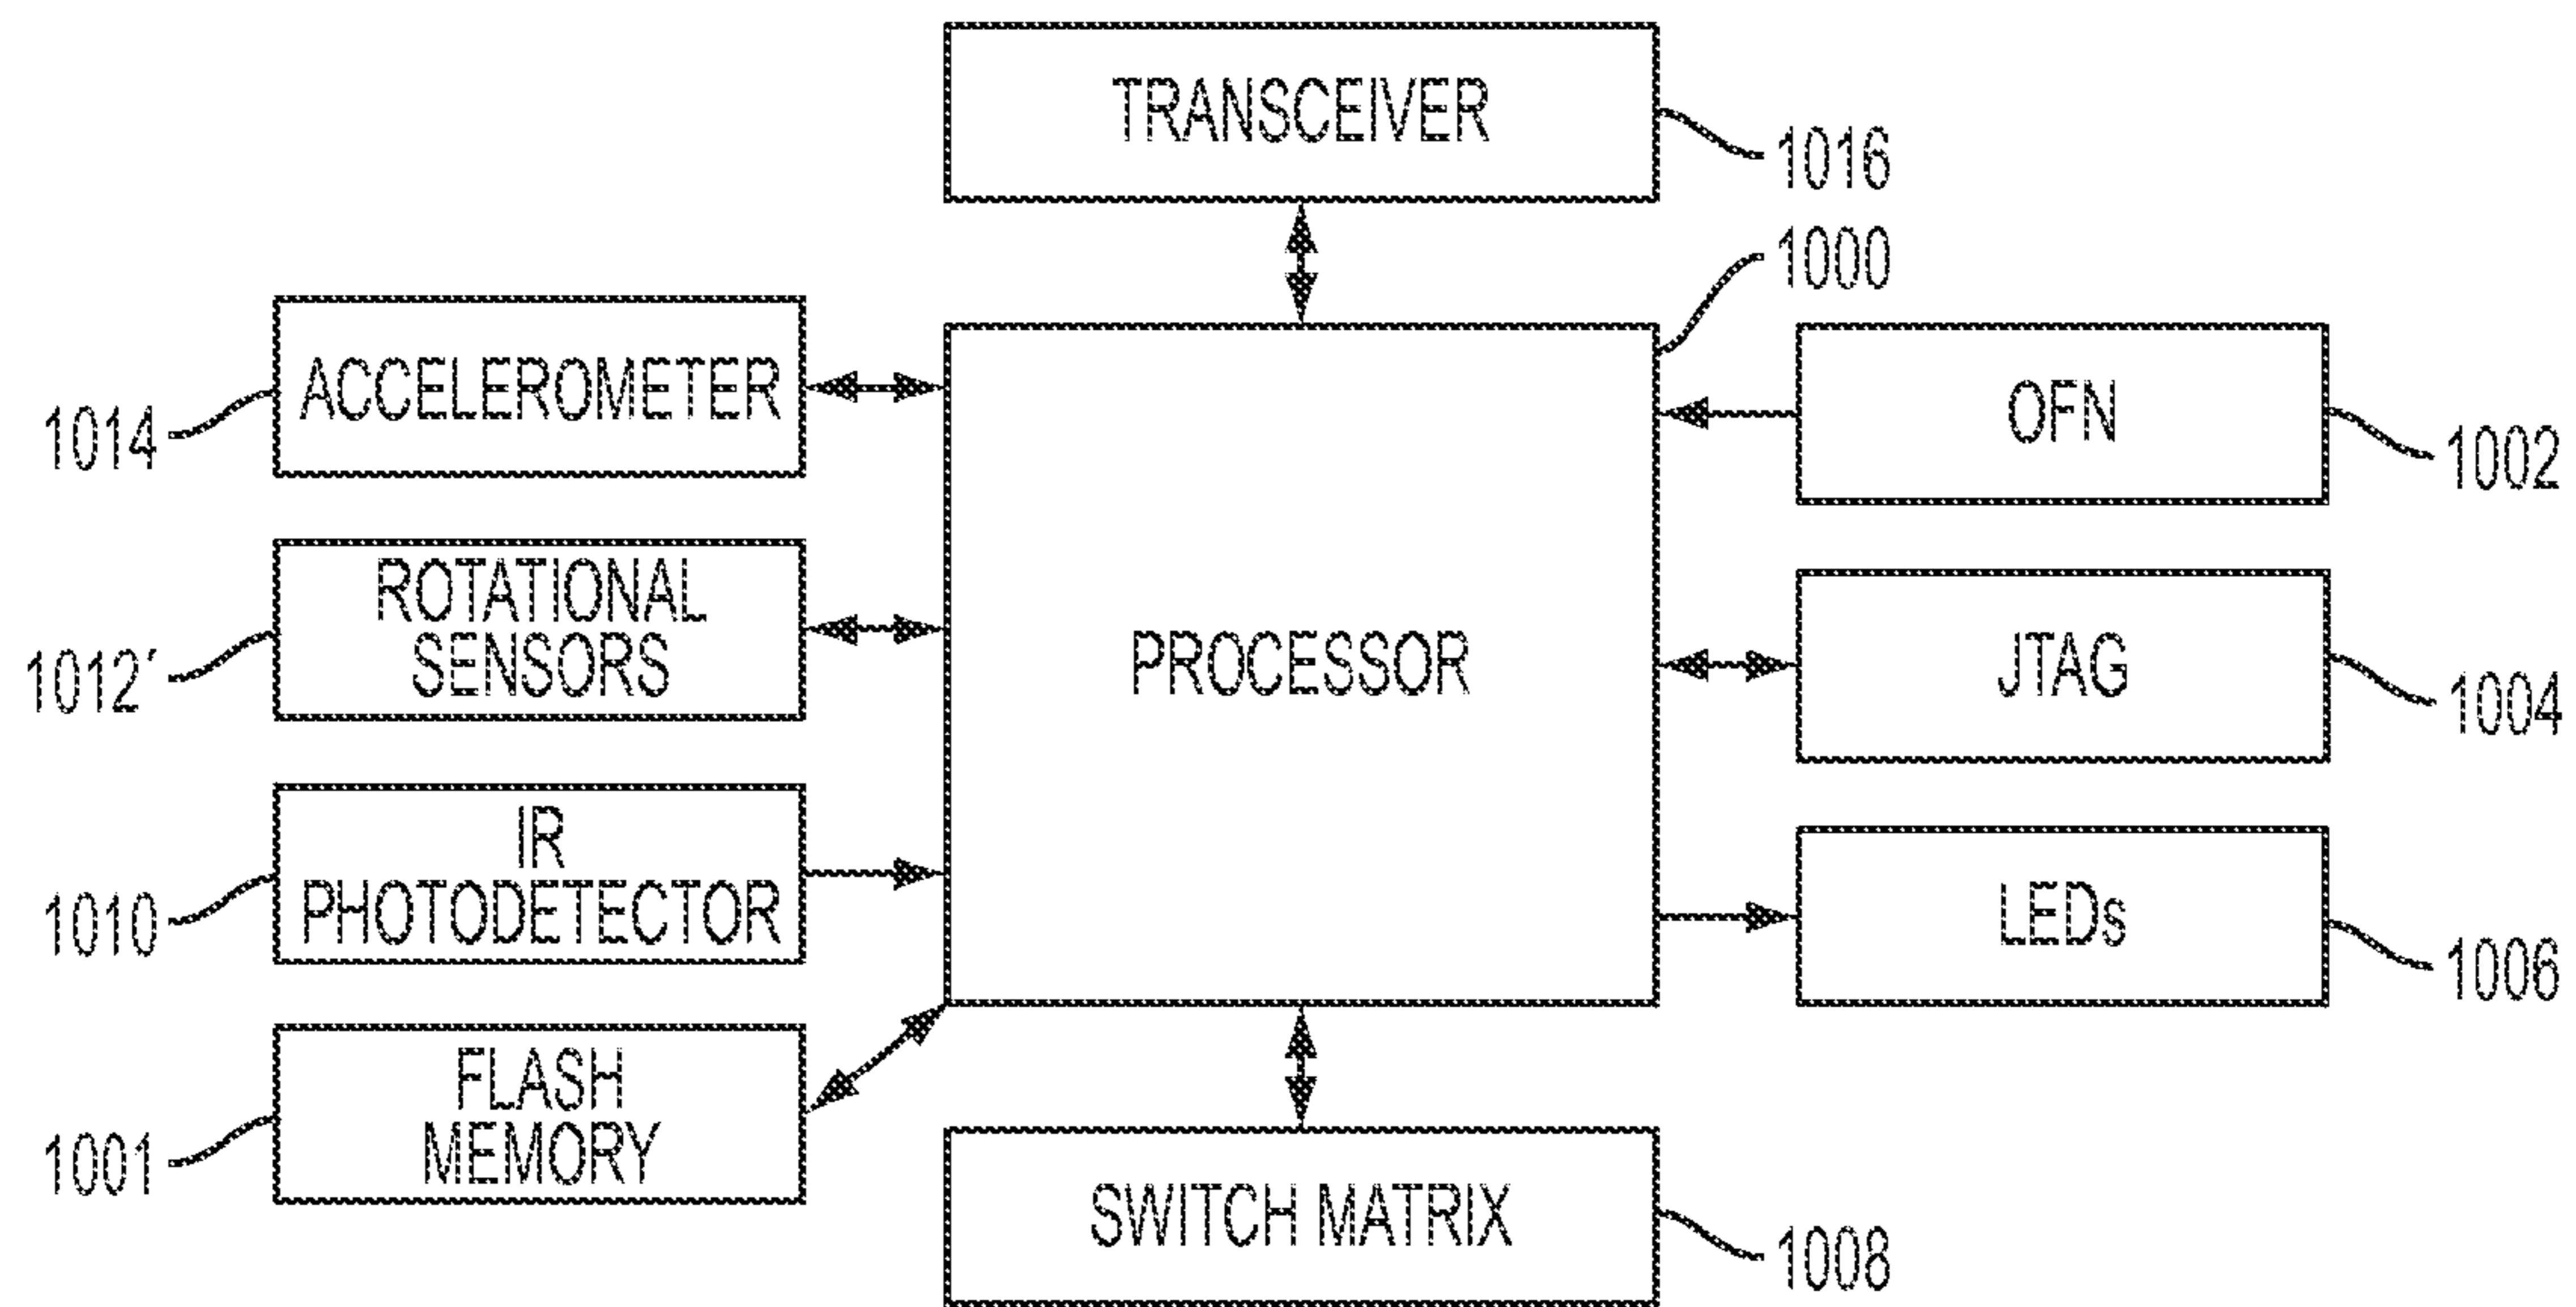 TRANSCEIVER
1016
1000
ACCELEROMETER
1014
OFN
1002
ROTATIONAL
SENSORS
1012′
PROCESSOR
JTAG
1004
IR
PHOTODETECTOR
1010
LEDs
1006
FLASH
MEMORY
1001
SWITCH MATRIX
1008